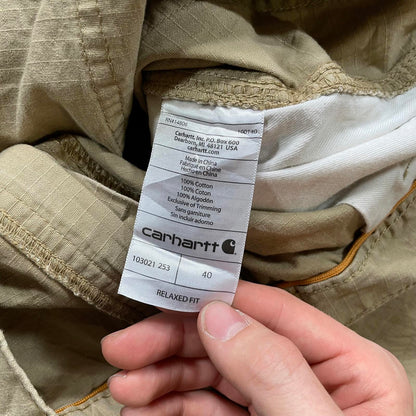 RN#14806 100140
Carhartt, Inc. P.O. Box 600
Dearborn, MI 48121 USA
www.carhartt.com
Made in China
Fabriqué en Chine
Hecho en China
100% Cotton
100% Coton
100% Algodón
Exclusive of Trimming
Sans garniture
Sin incluir adorno
carhartt
103021 253 40
RELAXED FIT